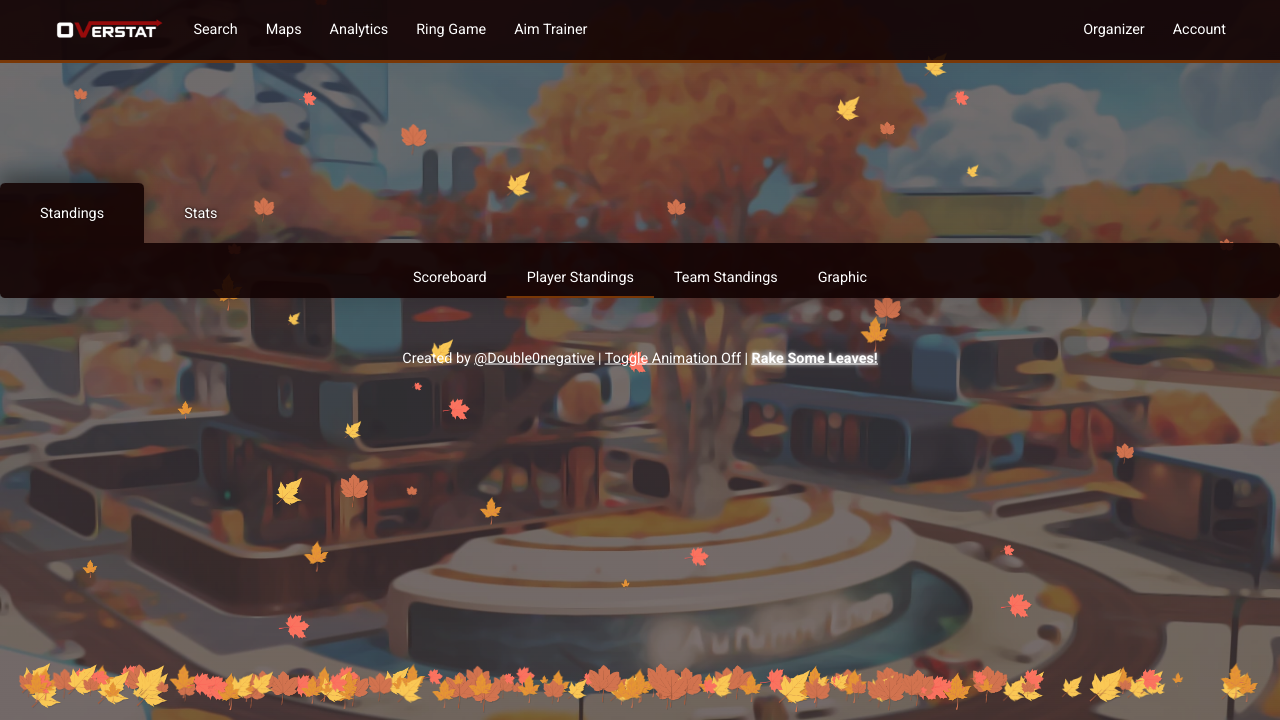 OVERSTAT Search Maps Analytics Ring Game Aim Trainer Organizer Account
Standings Stats
Scoreboard Player Standings Team Standings Graphic
Created by @Double0negative | Toggle Animation Off | Rake Some Leaves!